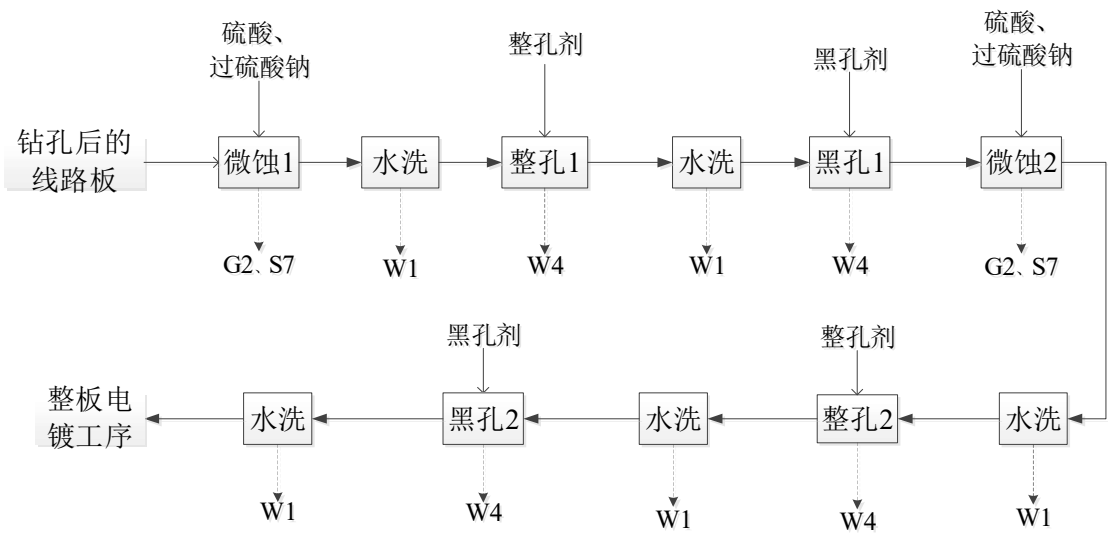 硫酸、
过硫酸钠
整孔剂
黑孔剂
硫酸、
过硫酸钠
钻孔后的
线路板
微蚀1
水洗
整孔1
水洗
黑孔1
微蚀2
G2、S7
W1
W4
W1
W4
G2、S7
黑孔剂
整孔剂
整板电
镀工序
水洗
黑孔2
水洗
整孔2
水洗
W1
W4
W1
W4
W1